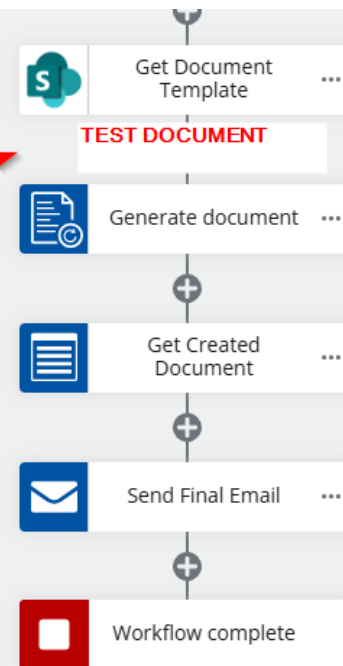 Get Document
Template
TEST DOCUMENT
Generate document
Get Created
Document
Send Final Email
Workflow complete